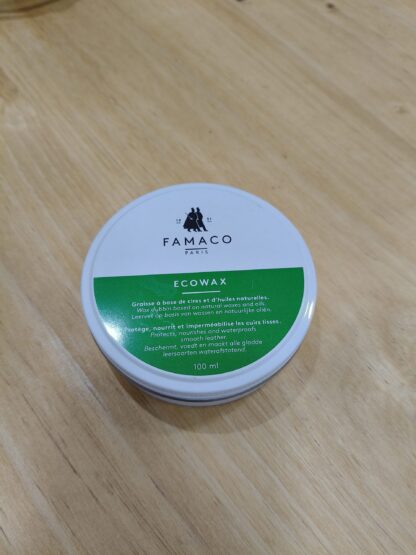 19 31
FAMACO
PARIS
ECOWAX
Graisse à base de cires et d'huiles naturelles.
Wax dubbin based on natural waxes and oils.
Leervet op basis van wassen en natuurlijke oliën.
Protège, nourrit et imperméabilise les cuirs lisses.
Protects, nourishes and waterproofs
smooth leather.
Beschermt, voedt en maakt alle gladde
leersoorten waterafstotend.
100 ml